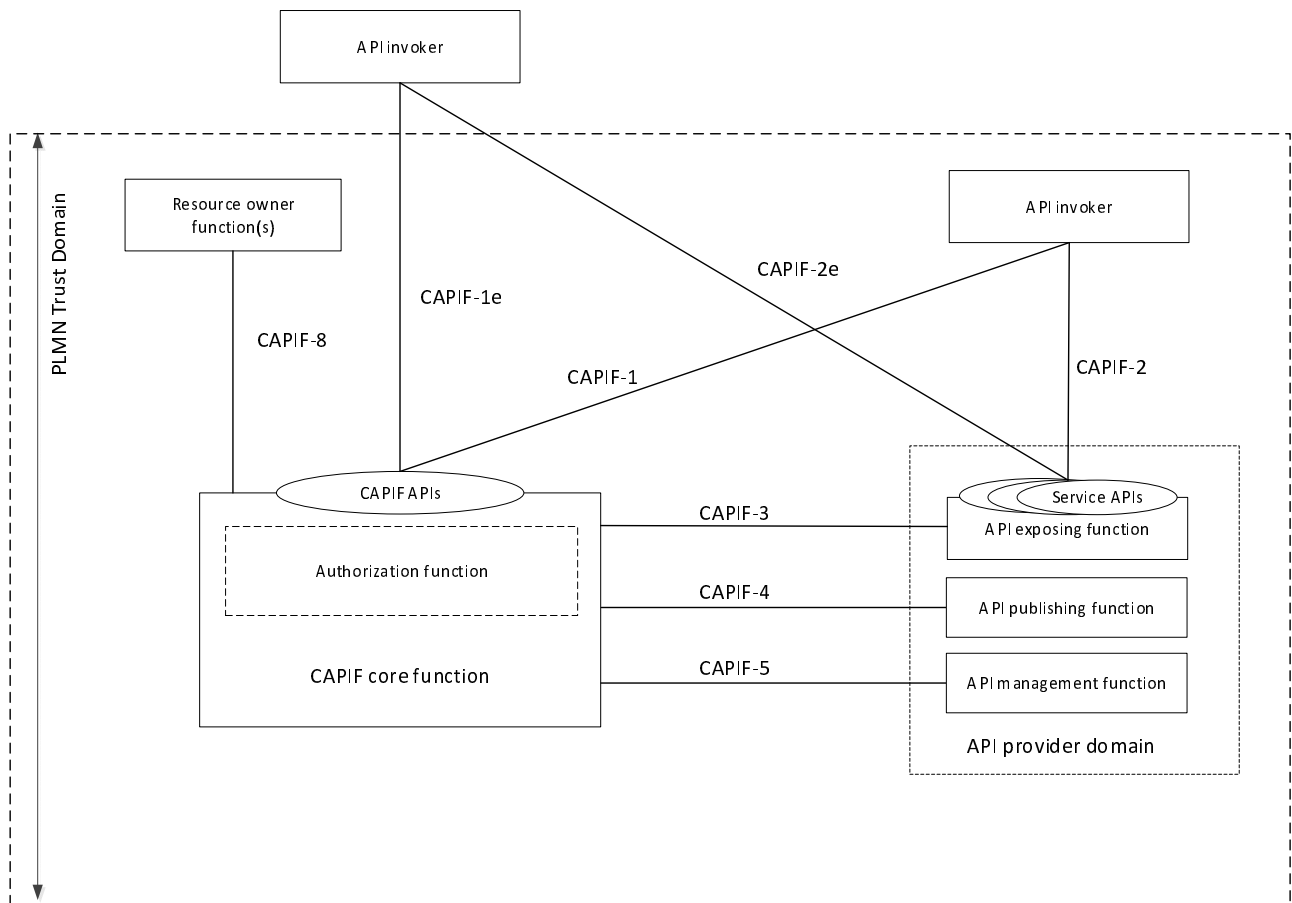 API invoker
PLMN Trust Domain
Resource owner
function(s)
API invoker
CAPIF-2e
CAPIF-1e
CAPIF-8
CAPIF-1
CAPIF-2
CAPIF APIs
Service APIs
CAPIF-3
API exposing function
Authorization function
CAPIF-4
API publishing function
CAPIF core function
CAPIF-5
API management function
API provider domain